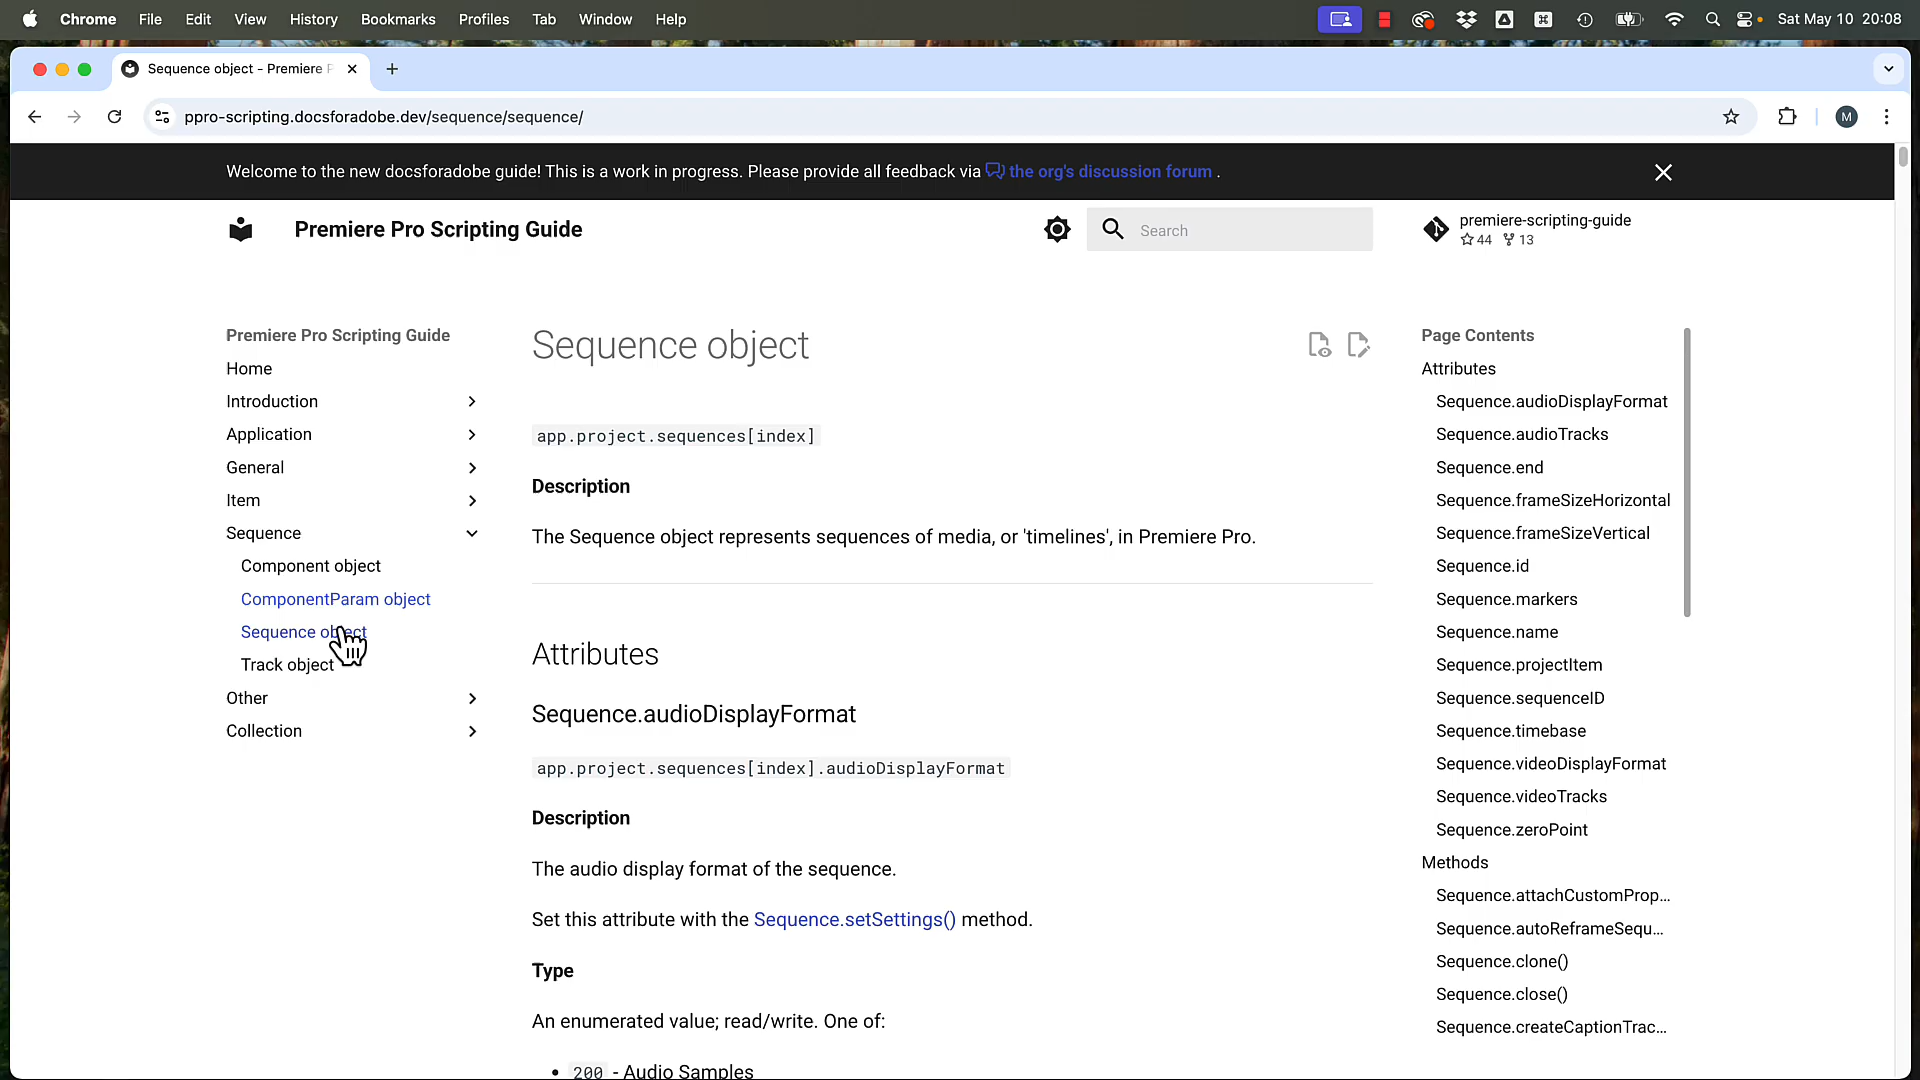 Chrome File Edit View History Bookmarks Profiles Tab Window Help
Sat May 10 20:08
Sequence object - Premiere P
ppro-scripting.docsforadobe.dev/sequence/sequence/
M
Welcome to the new docsforadobe guide! This is a work in progress. Please provide all feedback via the org's discussion forum .
Premiere Pro Scripting Guide
Search
premiere-scripting-guide
44 13
Premiere Pro Scripting Guide
Home
Introduction
Application
General
Item
Sequence
Component object
ComponentParam object
Sequence object
Track object
Other
Collection
Sequence object
app.project.sequences[index]
Description
The Sequence object represents sequences of media, or 'timelines', in Premiere Pro.
Attributes
Sequence.audioDisplayFormat
app.project.sequences[index].audioDisplayFormat
Description
The audio display format of the sequence.
Set this attribute with the Sequence.setSettings() method.
Type
An enumerated value; read/write. One of:
• 200 - Audio Samples
Page Contents
Attributes
Sequence.audioDisplayFormat
Sequence.audioTracks
Sequence.end
Sequence.frameSizeHorizontal
Sequence.frameSizeVertical
Sequence.id
Sequence.markers
Sequence.name
Sequence.projectItem
Sequence.sequenceID
Sequence.timebase
Sequence.videoDisplayFormat
Sequence.videoTracks
Sequence.zeroPoint
Methods
Sequence.attachCustomProp...
Sequence.autoReframeSequ...
Sequence.clone()
Sequence.close()
Sequence.createCaptionTrac...